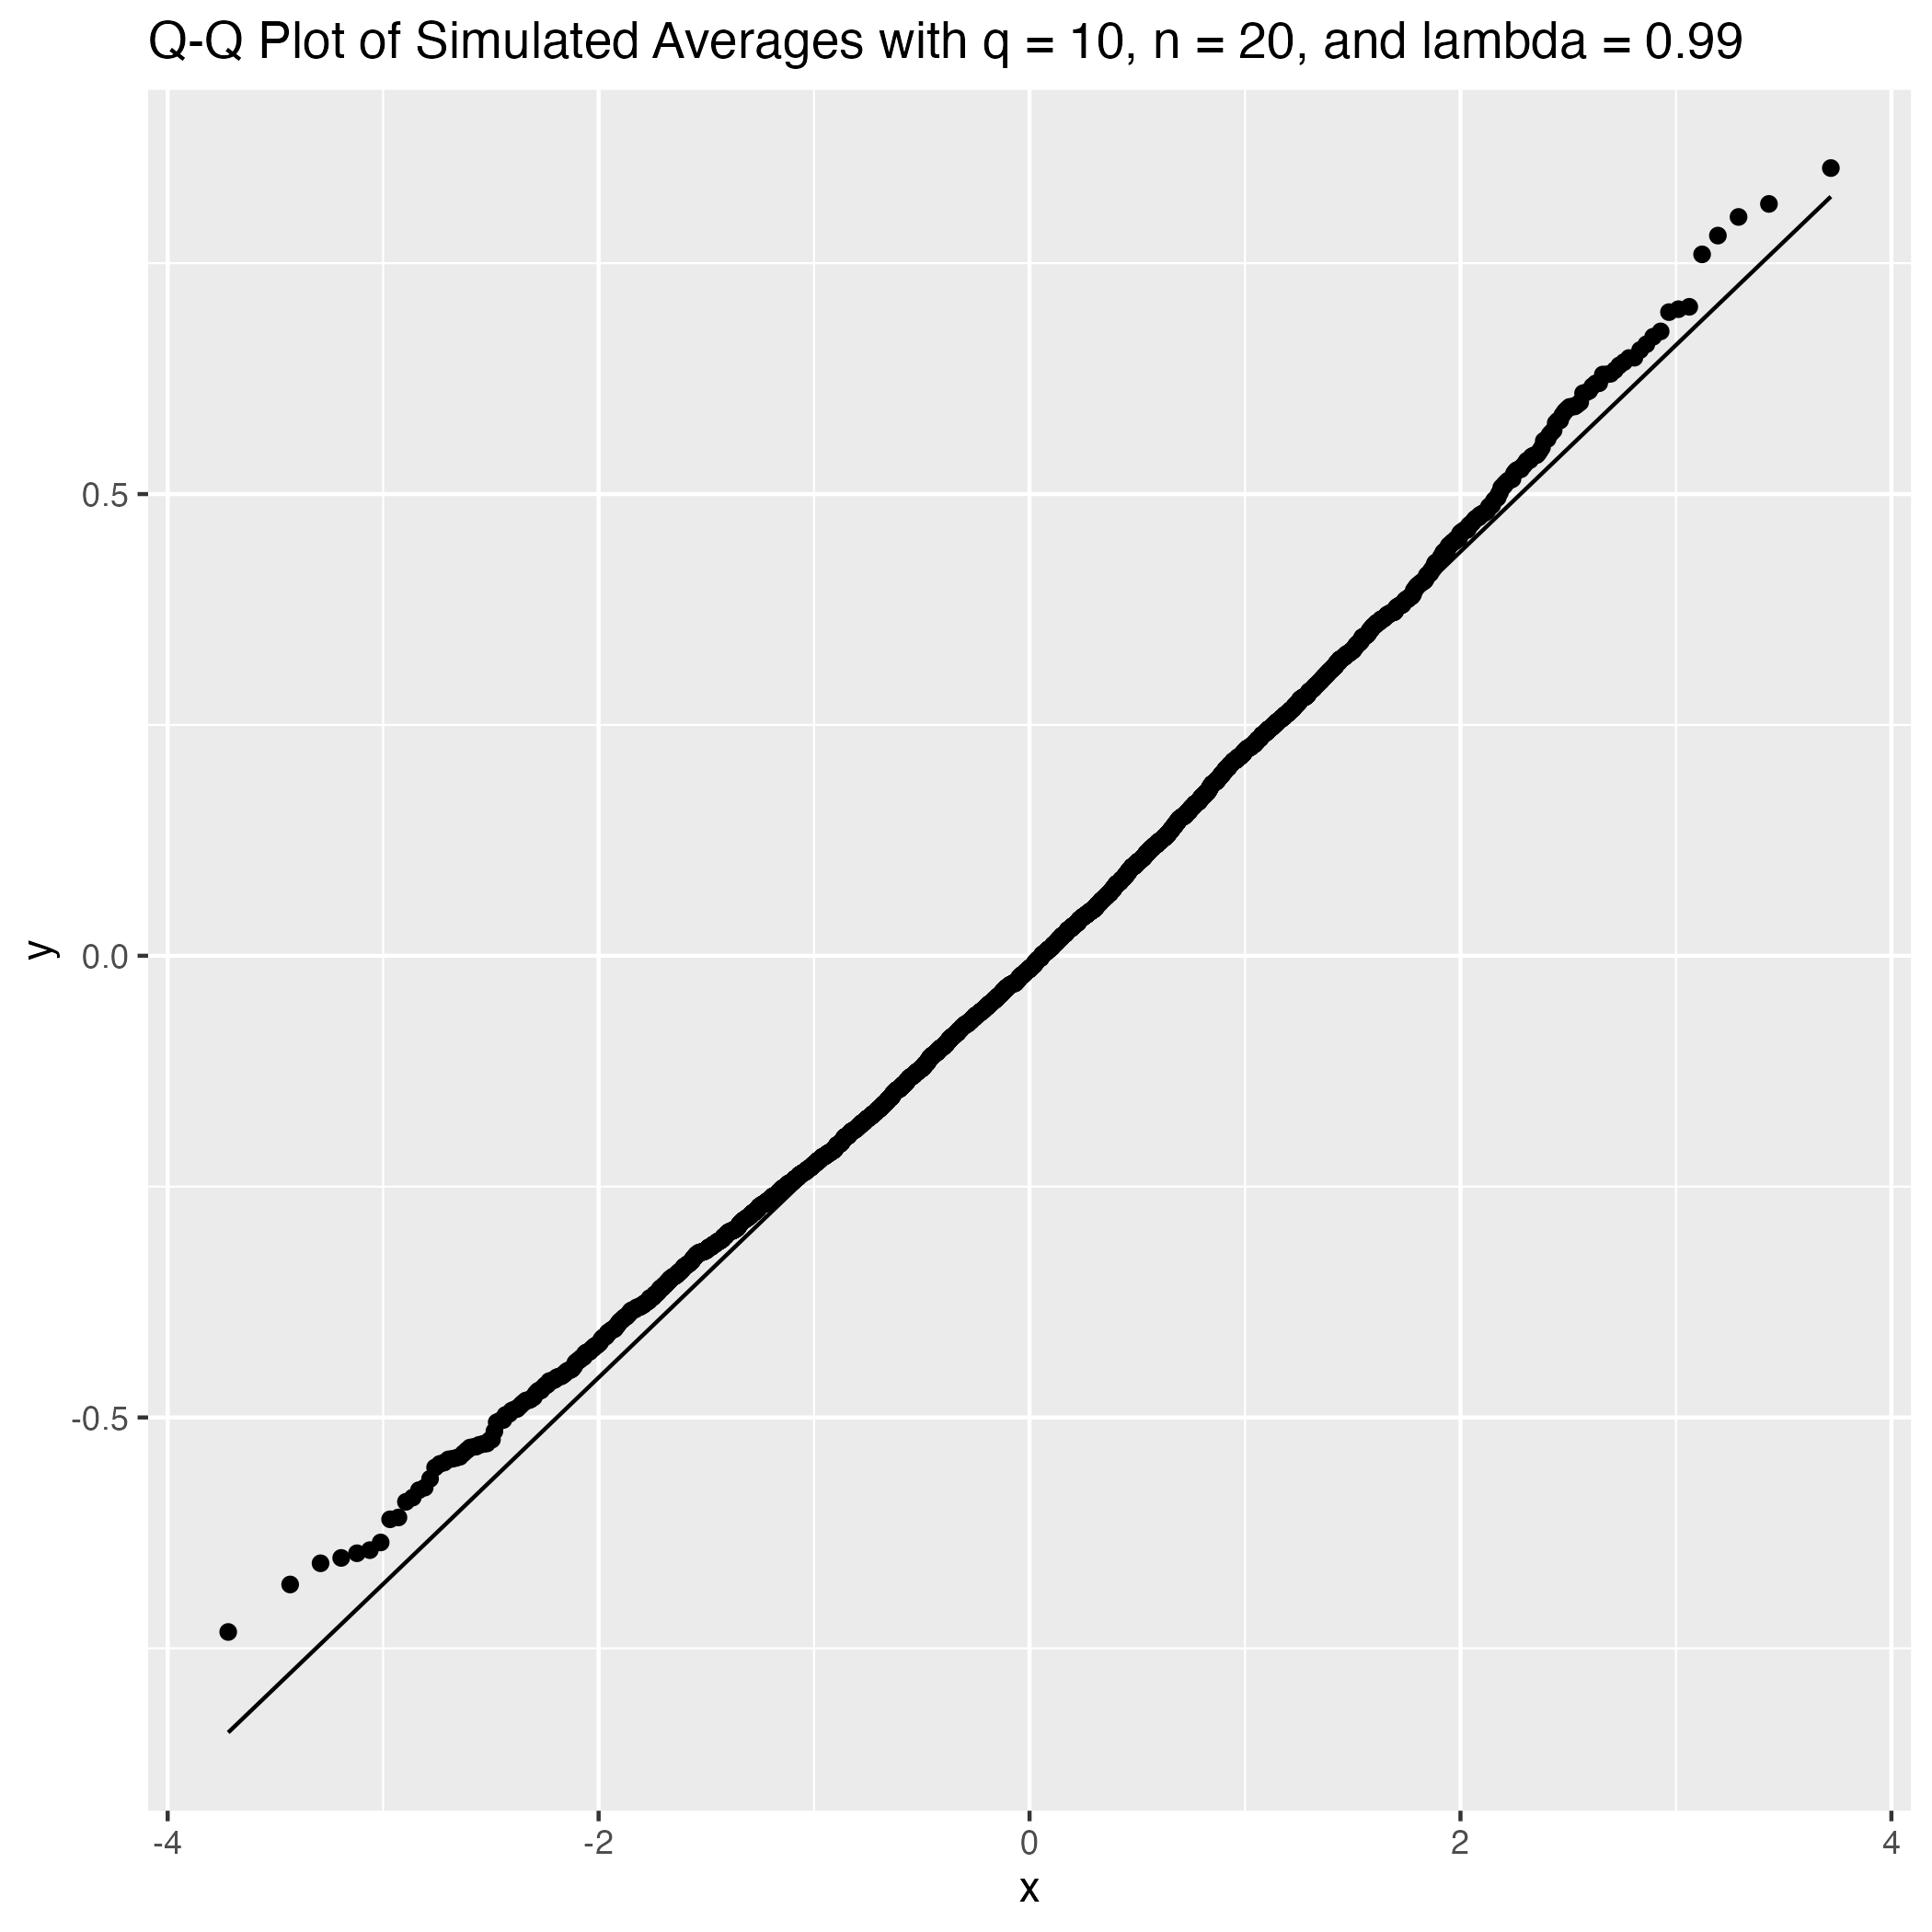 Q-Q Plot of Simulated Averages with q = 10, n = 20, and lambda = 0.99
0.5
0.0
-0.5
y
-4 -2 0 2 4
x